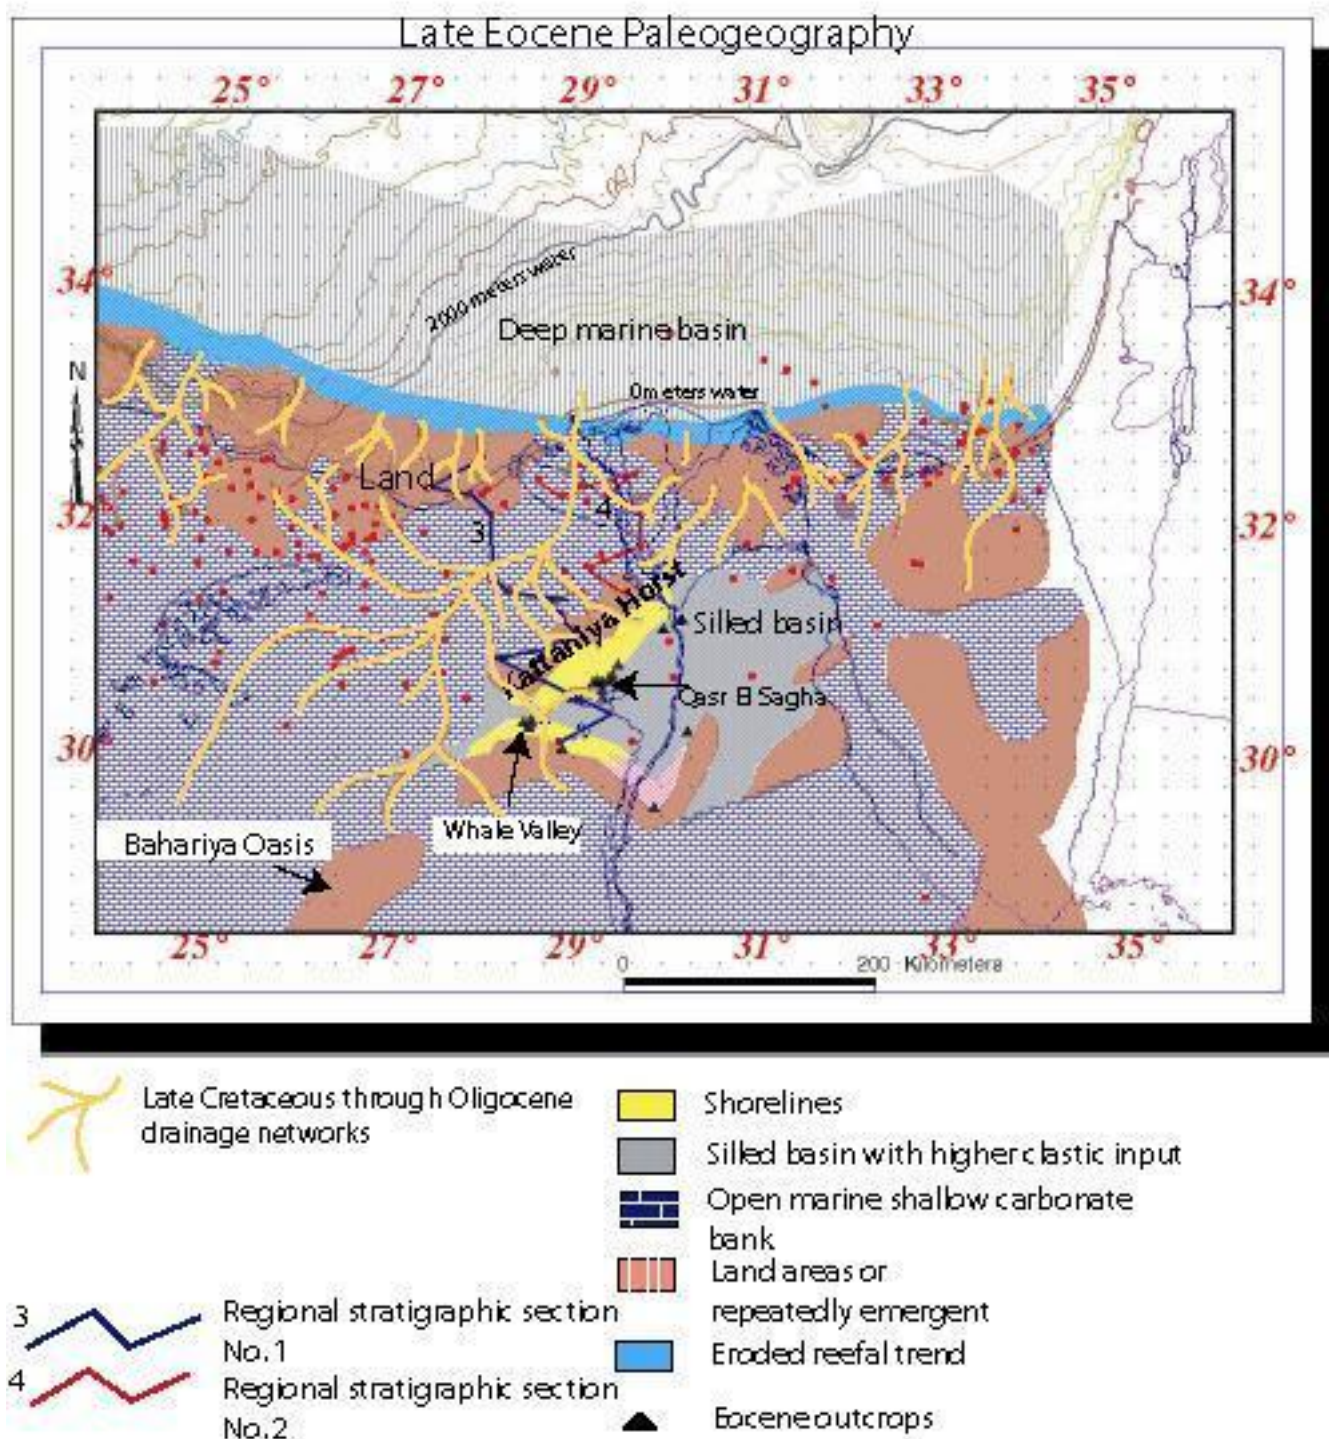 Late Eocene Paleogeography
25° 27° 29° 31° 33° 35°
34° 34°
2000 meters water
Deep marine basin
N
0 meters water
Land
32° 32°
3
4
Kattaniya Horst
Silled basin
Qasr El Sagha
30° 30°
Whale Valley
Bahariya Oasis
25° 27° 29° 31° 33° 35°
0 200 Kilometers
Late Cretaceous through Oligocene
drainage networks
Shorelines
Silled basin with higher clastic input
Open marine shallow carbonate
bank
Land areas or
repeatedly emergent
Eroded reefal trend
Eocene outcrops
3
Regional stratigraphic section
No.1
4
Regional stratigraphic section
No.2